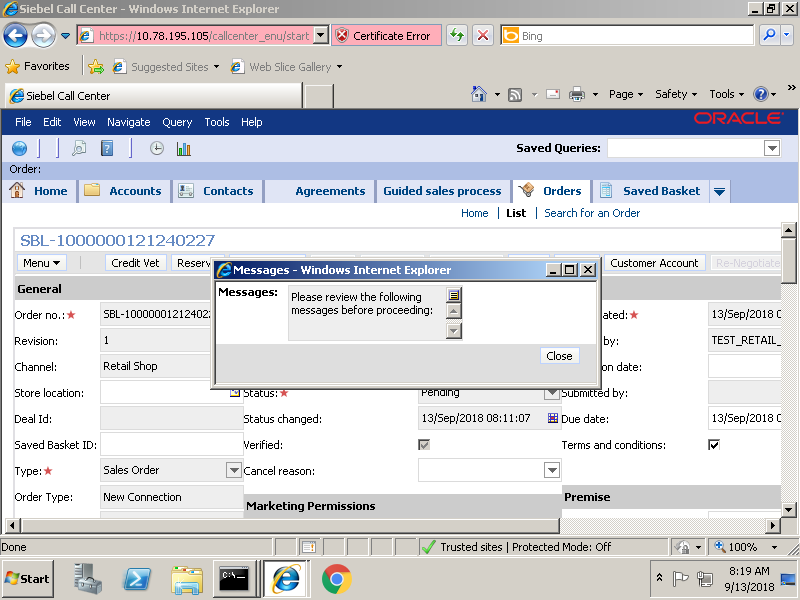 Siebel Call Center - Windows Internet Explorer
https://10.78.195.105/callcenter_enu/start
Certificate Error
Bing
Favorites
Suggested Sites
Web Slice Gallery
Siebel Call Center
Page
Safety
Tools
File Edit View Navigate Query Tools Help
ORACLE
Saved Queries:
Order:
Home Accounts Contacts Agreements Guided sales process Orders Saved Basket
Home | List | Search for an Order
SBL-1000000121240227
Menu
Credit Vet
Reserv
Customer Account
Re-Negotiate
Messages - Windows Internet Explorer
Messages:
Please review the following
messages before proceeding:
Close
General
Order no.:* SBL-10000001212402
ated:* 13/Sep/2018 0
Revision: 1
by: TEST_RETAIL_
Channel: Retail Shop
on date:
Store location:
Status:* Pending
Submitted by:
Deal Id:
Status changed: 13/Sep/2018 08:11:07
Due date: 13/Sep/2018 0
Saved Basket ID:
Verified:
Terms and conditions:
Type:* Sales Order
Cancel reason:
Order Type: New Connection
Marketing Permissions
Premise
Done
Trusted sites | Protected Mode: Off
100%
Start
C:\_
8:19 AM
9/13/2018